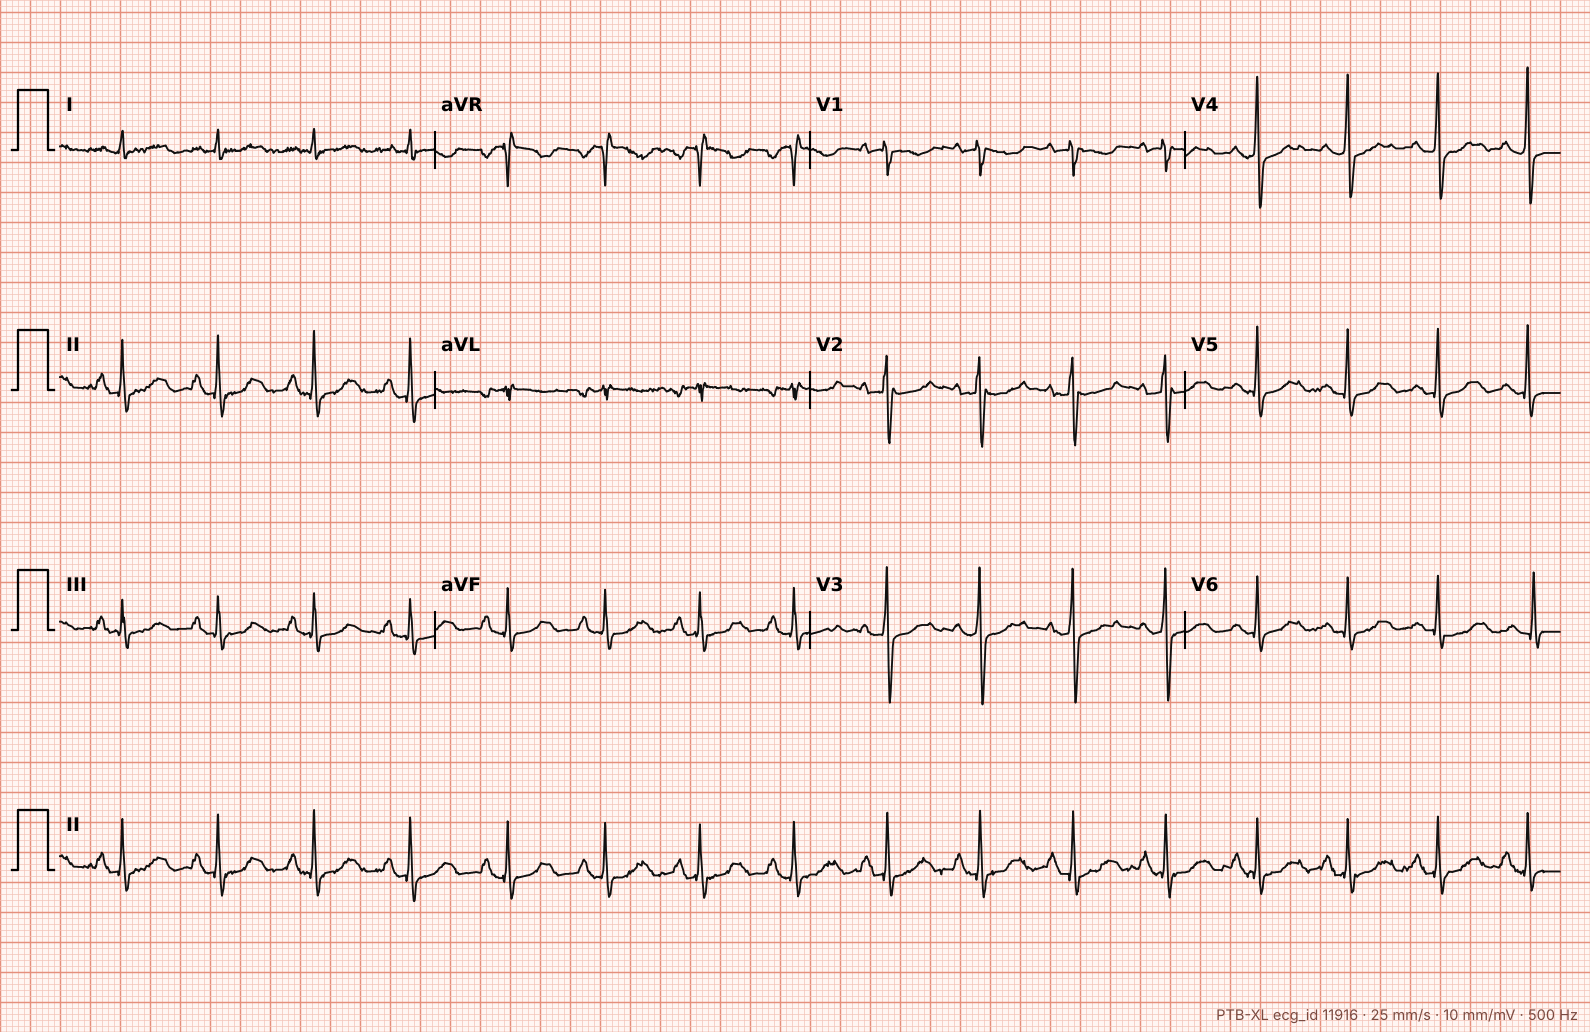 I aVR V1 V4
II aVL V2 V5
III aVF V3 V6
II
PTB-XL ecg_id 11916 · 25 mm/s · 10 mm/mV · 500 Hz